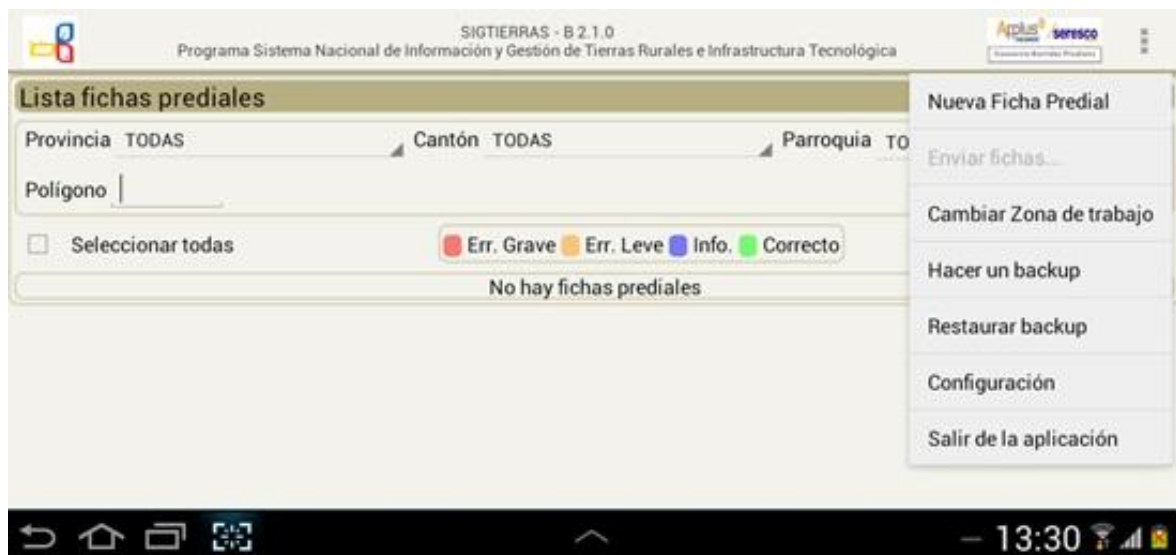 SIGTIERRAS - B 2.1.0
Programa Sistema Nacional de Información y Gestión de Tierras Rurales e Infraestructura Tecnológica
Applus⁺ seresco
Lista fichas prediales
Provincia TODAS Cantón TODAS Parroquia TO
Polígono
Seleccionar todas Err. Grave Err. Leve Info. Correcto
No hay fichas prediales
Nueva Ficha Predial
Enviar fichas...
Cambiar Zona de trabajo
Hacer un backup
Restaurar backup
Configuración
Salir de la aplicación
13:30